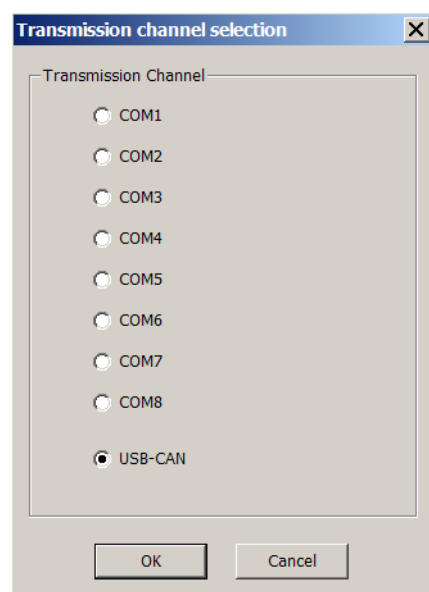 Transmission channel selection
Transmission Channel
COM1
COM2
COM3
COM4
COM5
COM6
COM7
COM8
USB-CAN
OK Cancel